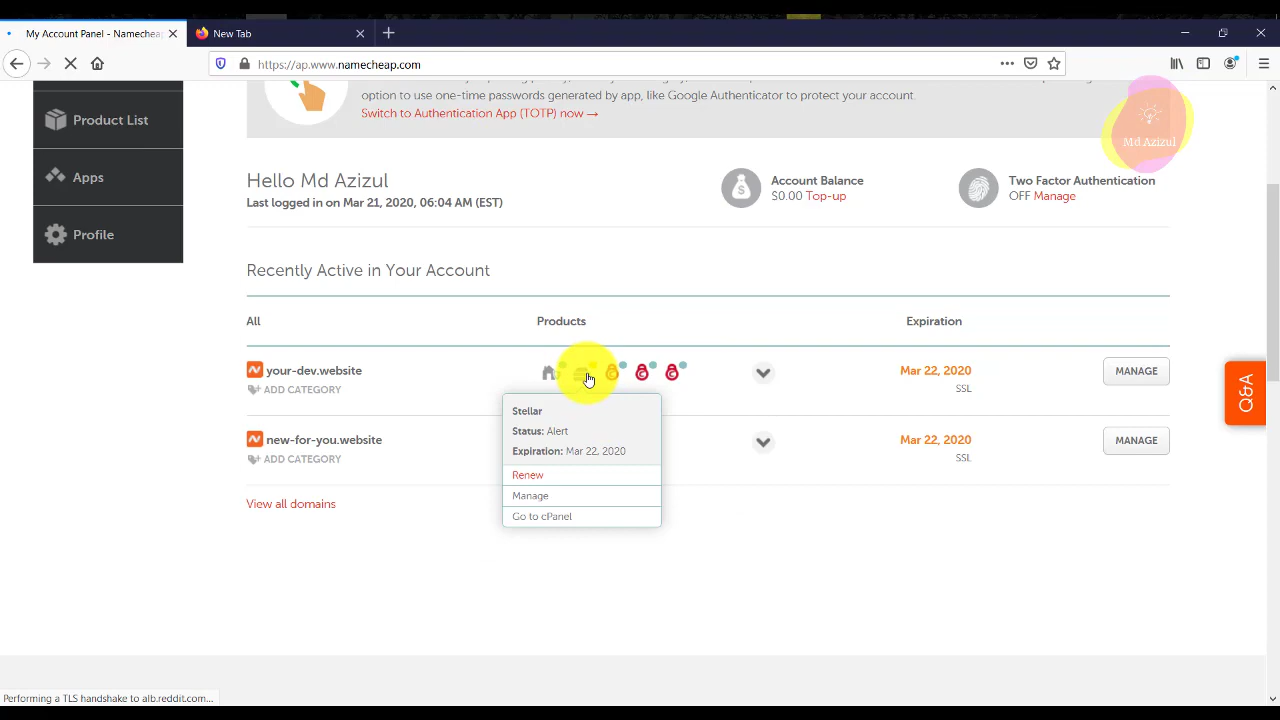 My Account Panel - Namecheap
New Tab
https://ap.www.namecheap.com
option to use one-time passwords generated by app, like Google Authenticator to protect your account.
Switch to Authentication App (TOTP) now →
Md Azizul
Product List
Apps
Profile
Hello Md Azizul
Last logged in on Mar 21, 2020, 06:04 AM (EST)
Account Balance
$0.00 Top-up
Two Factor Authentication
OFF Manage
Recently Active in Your Account
All Products Expiration
your-dev.website Mar 22, 2020 MANAGE
ADD CATEGORY SSL
Stellar
Status: Alert
Expiration: Mar 22, 2020
Renew
Manage
Go to cPanel
new-for-you.website Mar 22, 2020 MANAGE
ADD CATEGORY SSL
View all domains
Q&A
Performing a TLS handshake to alb.reddit.com...